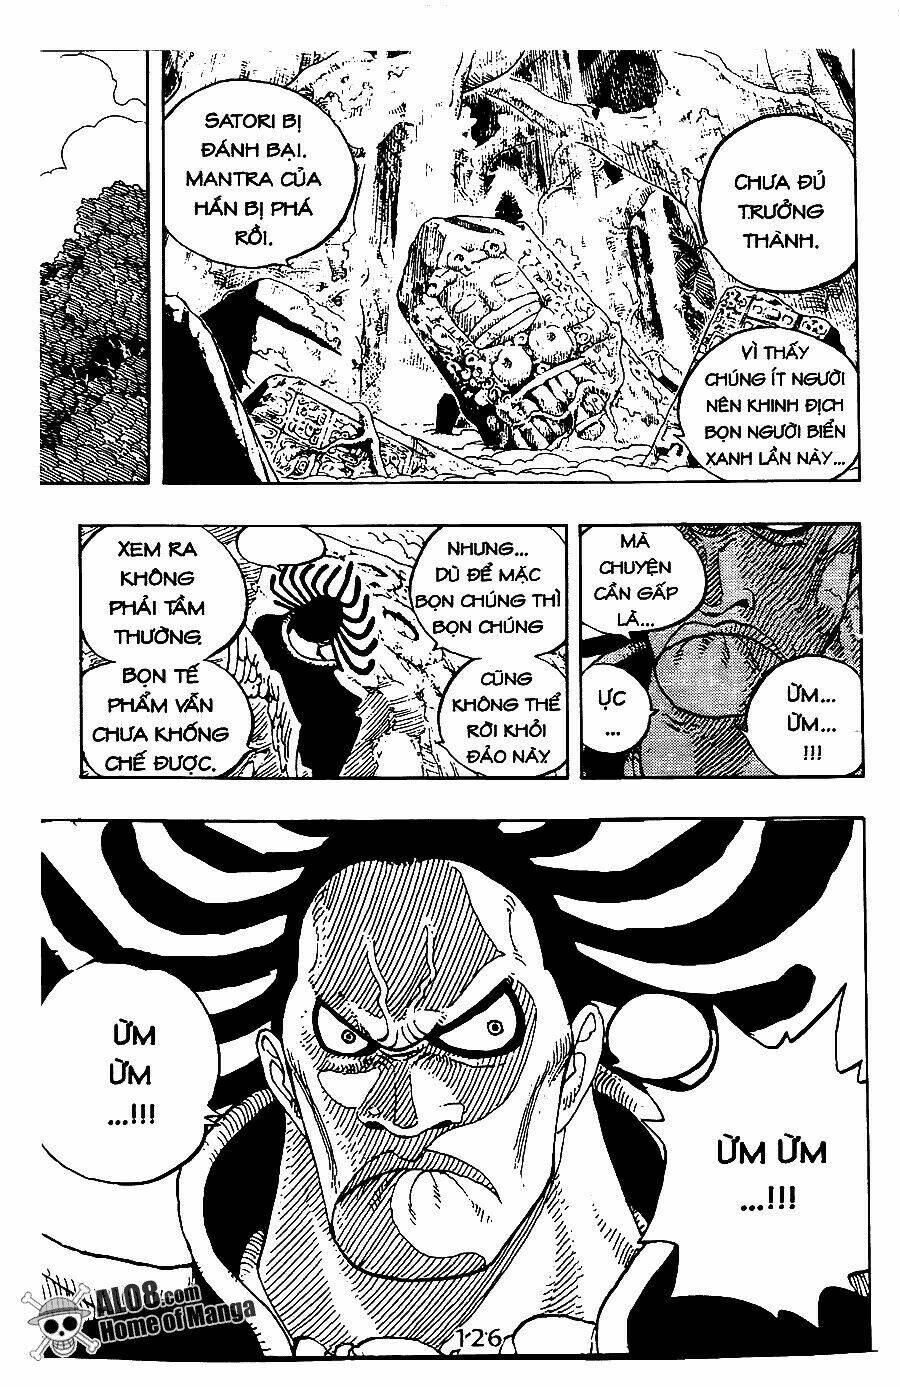 SATORI BỊ
ĐÁNH BẠI.
MANTRA CỦA
HẮN BỊ PHÁ
RỒI.
CHƯA ĐỦ
TRƯỞNG
THÀNH.
VÌ THẤY
CHÚNG ÍT NGƯỜI
NÊN KHINH ĐỊCH
BỌN NGƯỜI BIỂN
XANH LẦN NÀY...
XEM RA
KHÔNG
PHẢI TẦM
THƯỜNG.
BỌN TẾ
PHẨM VẪN
CHƯA KHỐNG
CHẾ ĐƯỢC.
NHƯNG...
DÙ ĐỂ MẶC
BỌN CHÚNG THÌ
BỌN CHÚNG
CŨNG
KHÔNG THỂ
RỜI KHỎI
ĐẢO NÀY
MÀ
CHUYỆN
CẦN GẤP
LÀ...
ỰC
...
ỪM...
ỪM...
!!!
ỪM
ỪM
...!!!
ỪM ỪM
...!!!
AL08.com
Home of Manga
126